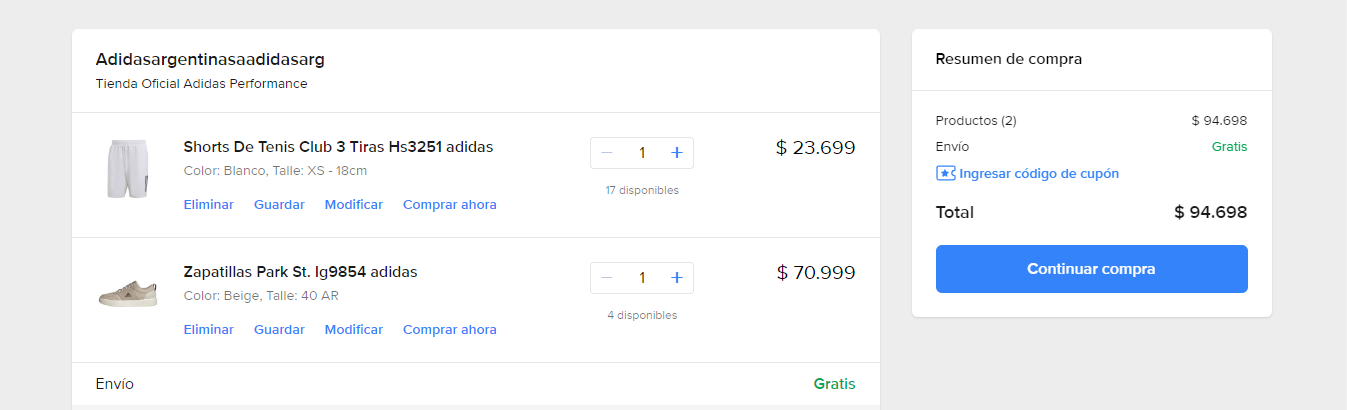 Adidasargentinasaadidasarg
Tienda Oficial Adidas Performance
Shorts De Tenis Club 3 Tiras Hs3251 adidas
Color: Blanco, Talle: XS - 18cm
Eliminar Guardar Modificar Comprar ahora
− 1 +
17 disponibles
$ 23.699
Zapatillas Park St. Ig9854 adidas
Color: Beige, Talle: 40 AR
Eliminar Guardar Modificar Comprar ahora
− 1 +
4 disponibles
$ 70.999
Envío Gratis
Resumen de compra
Productos (2) $ 94.698
Envío Gratis
Ingresar código de cupón
Total $ 94.698
Continuar compra